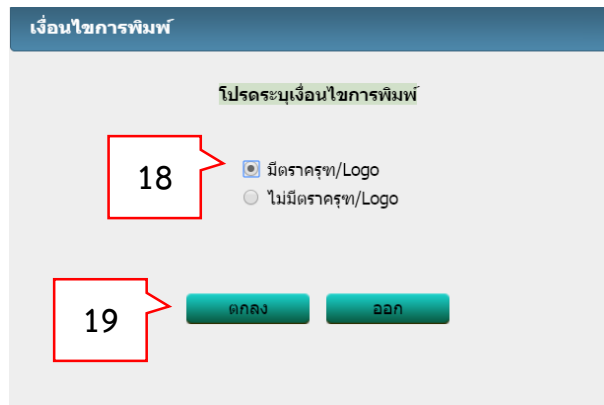 เงื่อนไขการพิมพ์
โปรดระบุเงื่อนไขการพิมพ์
18
มีตราครุฑ/Logo
ไม่มีตราครุฑ/Logo
19
ตกลง ออก